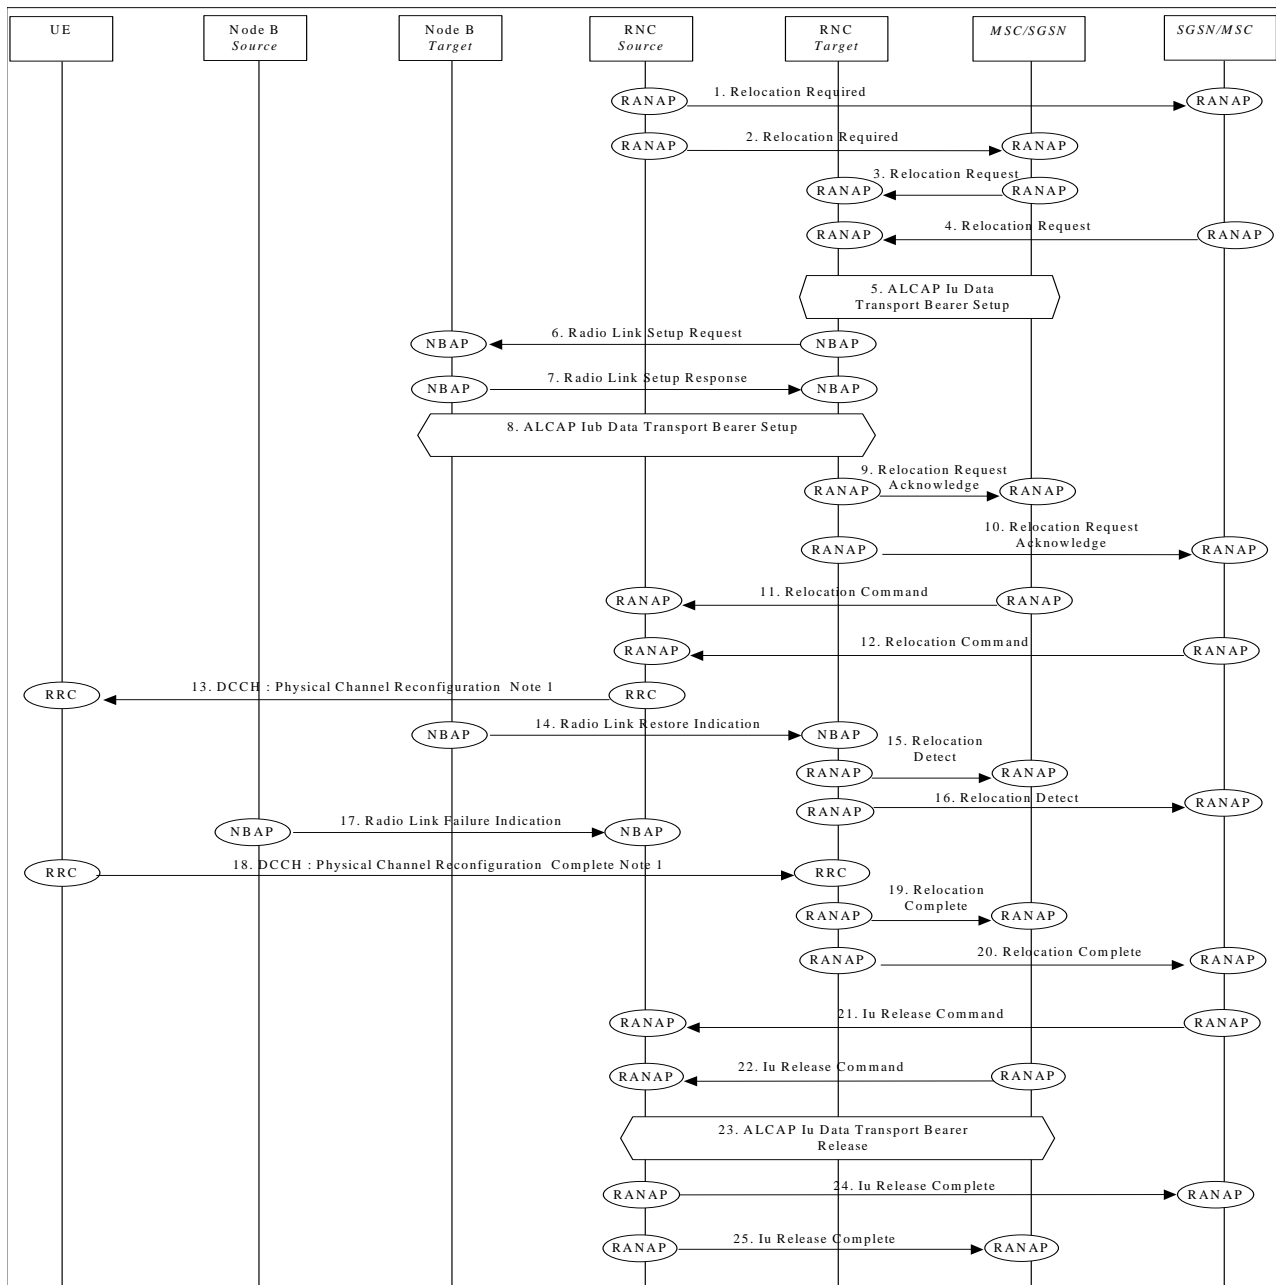 UE
Node B
Source
Node B
Target
RNC
Source
RNC
Target
MSC/SGSN
SGSN/MSC
RANAP
1. Relocation Required
RANAP
RANAP
2. Relocation Required
RANAP
RANAP
3. Relocation Request
RANAP
RANAP
4. Relocation Request
RANAP
5. ALCAP Iu Data
Transport Bearer Setup
NBAP
6. Radio Link Setup Request
NBAP
NBAP
7. Radio Link Setup Response
NBAP
8. ALCAP Iub Data Transport Bearer Setup
RANAP
9. Relocation Request
Acknowledge
RANAP
RANAP
10. Relocation Request
Acknowledge
RANAP
RANAP
11. Relocation Command
RANAP
RANAP
12. Relocation Command
RANAP
RRC
13. DCCH : Physical Channel Reconfiguration Note 1
RRC
NBAP
14. Radio Link Restore Indication
NBAP
RANAP
15. Relocation
Detect
RANAP
RANAP
16. Relocation Detect
RANAP
NBAP
17. Radio Link Failure Indication
NBAP
RRC
18. DCCH : Physical Channel Reconfiguration Complete Note 1
RRC
RANAP
19. Relocation
Complete
RANAP
RANAP
20. Relocation Complete
RANAP
RANAP
21. Iu Release Command
RANAP
RANAP
22. Iu Release Command
RANAP
23. ALCAP Iu Data Transport Bearer
Release
RANAP
24. Iu Release Complete
RANAP
RANAP
25. Iu Release Complete
RANAP